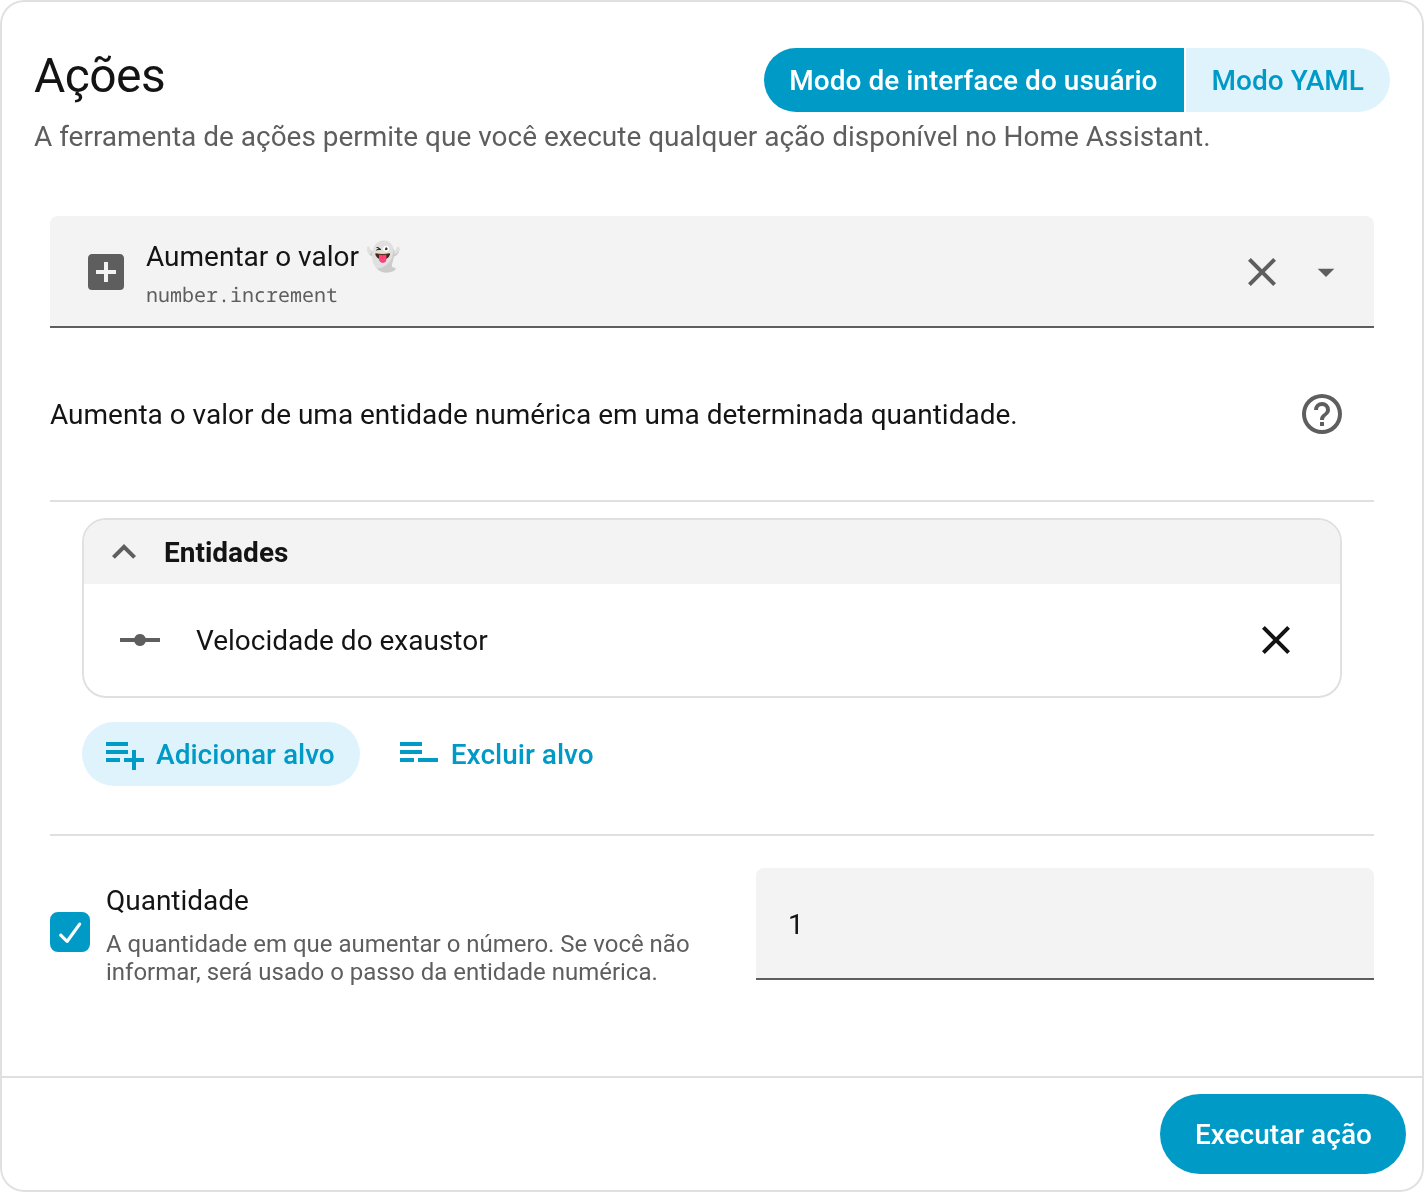 Ações
Modo de interface do usuário
Modo YAML
A ferramenta de ações permite que você execute qualquer ação disponível no Home Assistant.
Aumentar o valor 👻
number.increment
Aumenta o valor de uma entidade numérica em uma determinada quantidade.
Entidades
Velocidade do exaustor
Adicionar alvo
Excluir alvo
Quantidade
A quantidade em que aumentar o número. Se você não
informar, será usado o passo da entidade numérica.
1
Executar ação